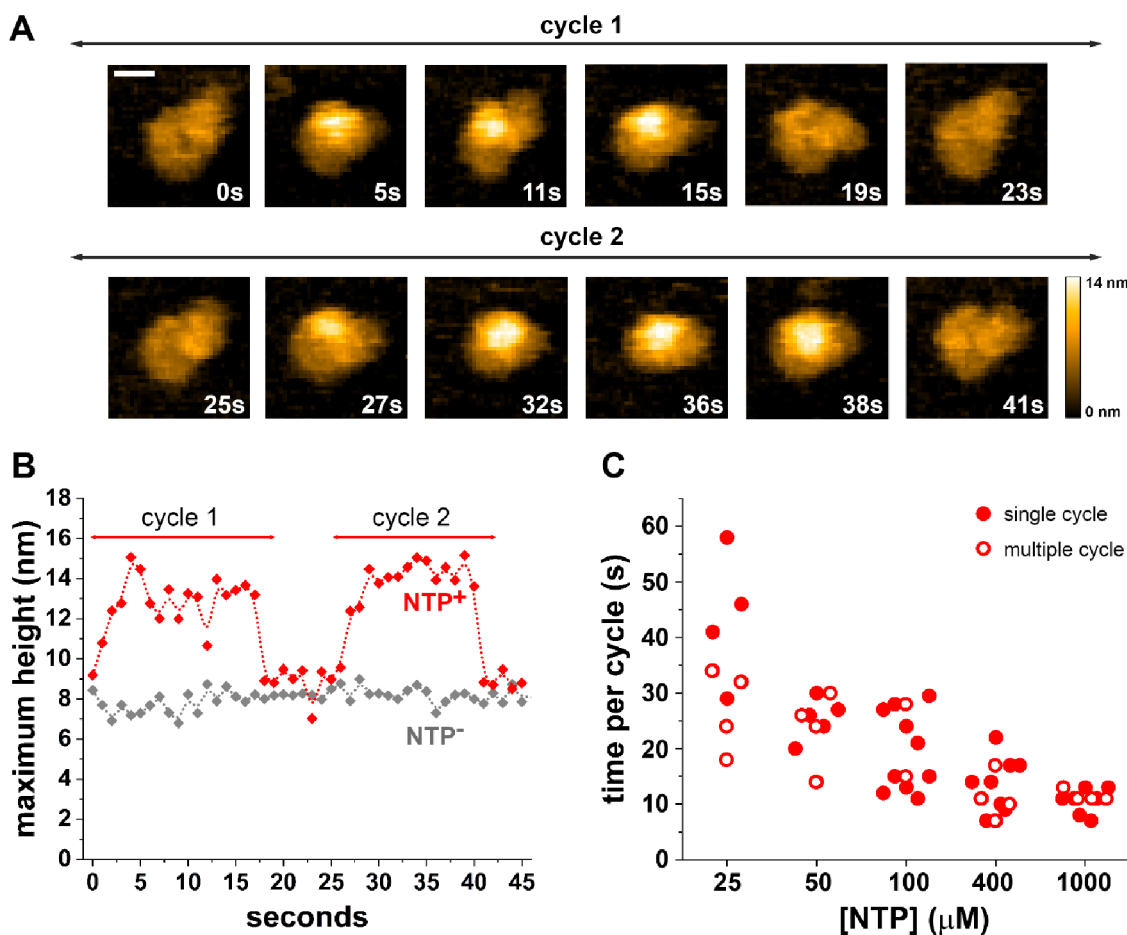 A
cycle 1
0s 5s 11s 15s 19s 23s
cycle 2
14 nm
25s 27s 32s 36s 38s 41s
0 nm
B
maximum height (nm)
18
16
14
12
10
8
6
4
2
0
cycle 1 cycle 2
NTP+
NTP-
0 5 10 15 20 25 30 35 40 45
seconds
C
time per cycle (s)
60
50
40
30
20
10
0
single cycle
multiple cycle
25 50 100 400 1000
[NTP] (μM)